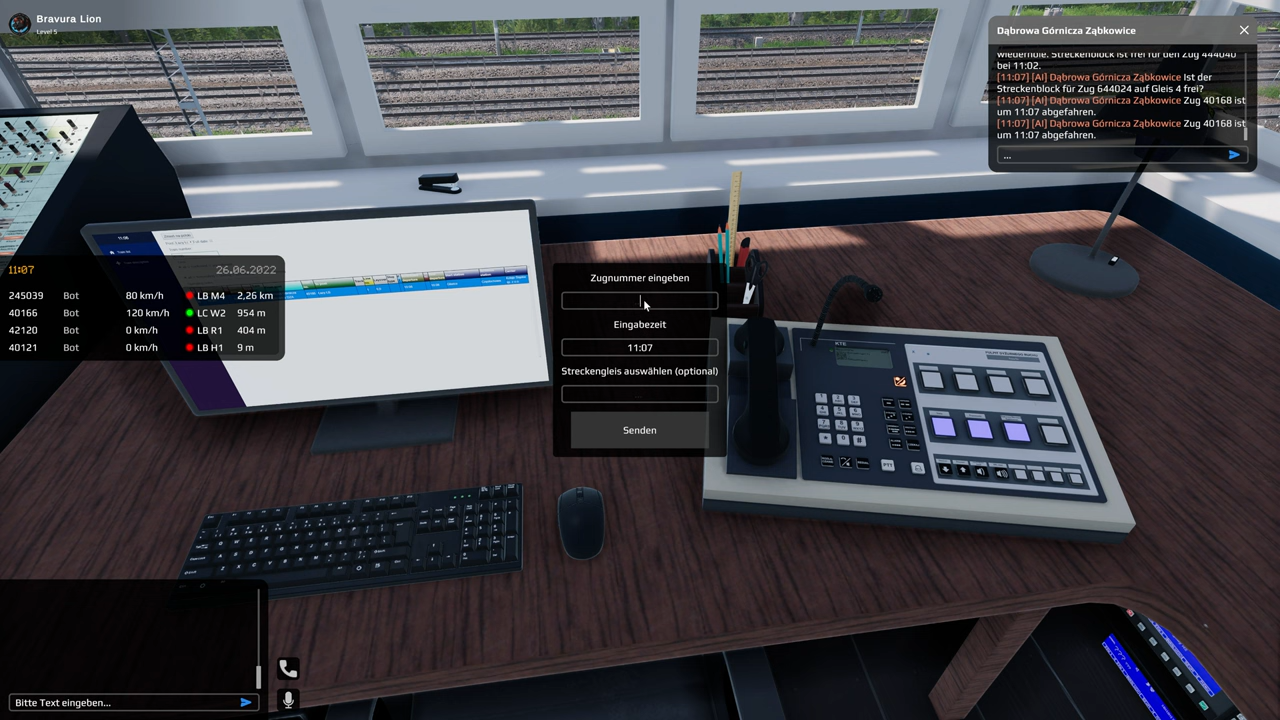 Bravura Lion
Level 5
Dąbrowa Górnicza Ząbkowice
wiederhole. Streckenblock ist frei für den Zug 444040
bei 11:02.
[11:07] [AI] Dąbrowa Górnicza Ząbkowice Ist der
Streckenblock für Zug 644024 auf Gleis 4 frei?
[11:07] [AI] Dąbrowa Górnicza Ząbkowice Zug 40168 ist
um 11:07 abgefahren.
[11:07] [AI] Dąbrowa Górnicza Ząbkowice Zug 40168 ist
um 11:07 abgefahren.
...
11:07 26.06.2022
245039 Bot 80 km/h LB M4 2,26 km
40166 Bot 120 km/h LC W2 954 m
42120 Bot 0 km/h LB R1 404 m
40121 Bot 0 km/h LB H1 9 m
Zugnummer eingeben
Eingabezeit
11:07
Streckengleis auswählen (optional)
...
Senden
KTE
PTT
Bitte Text eingeben...